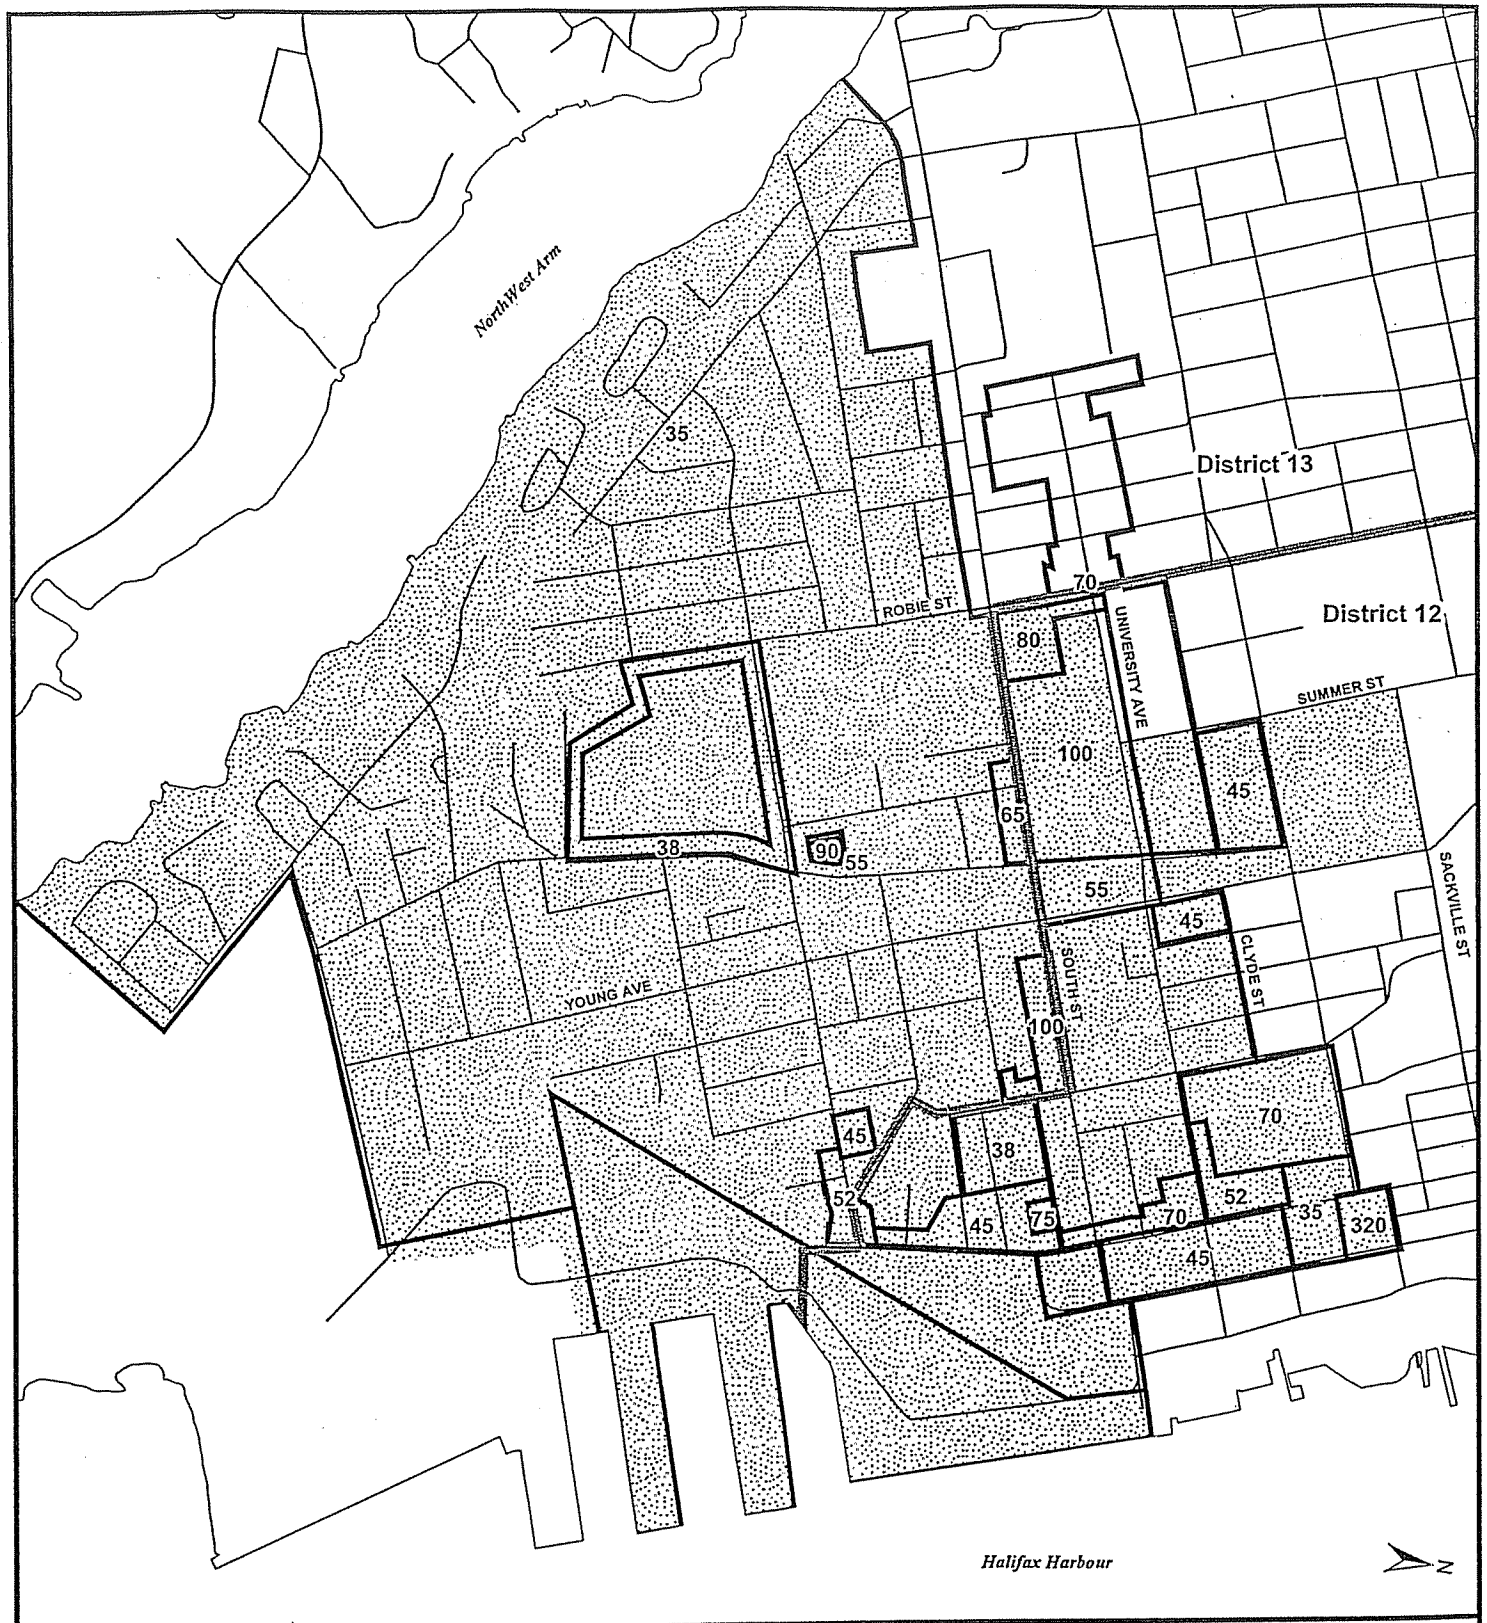 NorthWest Arm
35
District 13
70
ROBIE ST
80
UNIVERSITY AVE
District 12
SUMMER ST
100
45
65
38
90
55
55
45
SACKVILLE ST
CLYDE ST
SOUTH ST
YOUNG AVE
100
70
45
38
52
52
45
75
70
35
320
45
Halifax Harbour
N